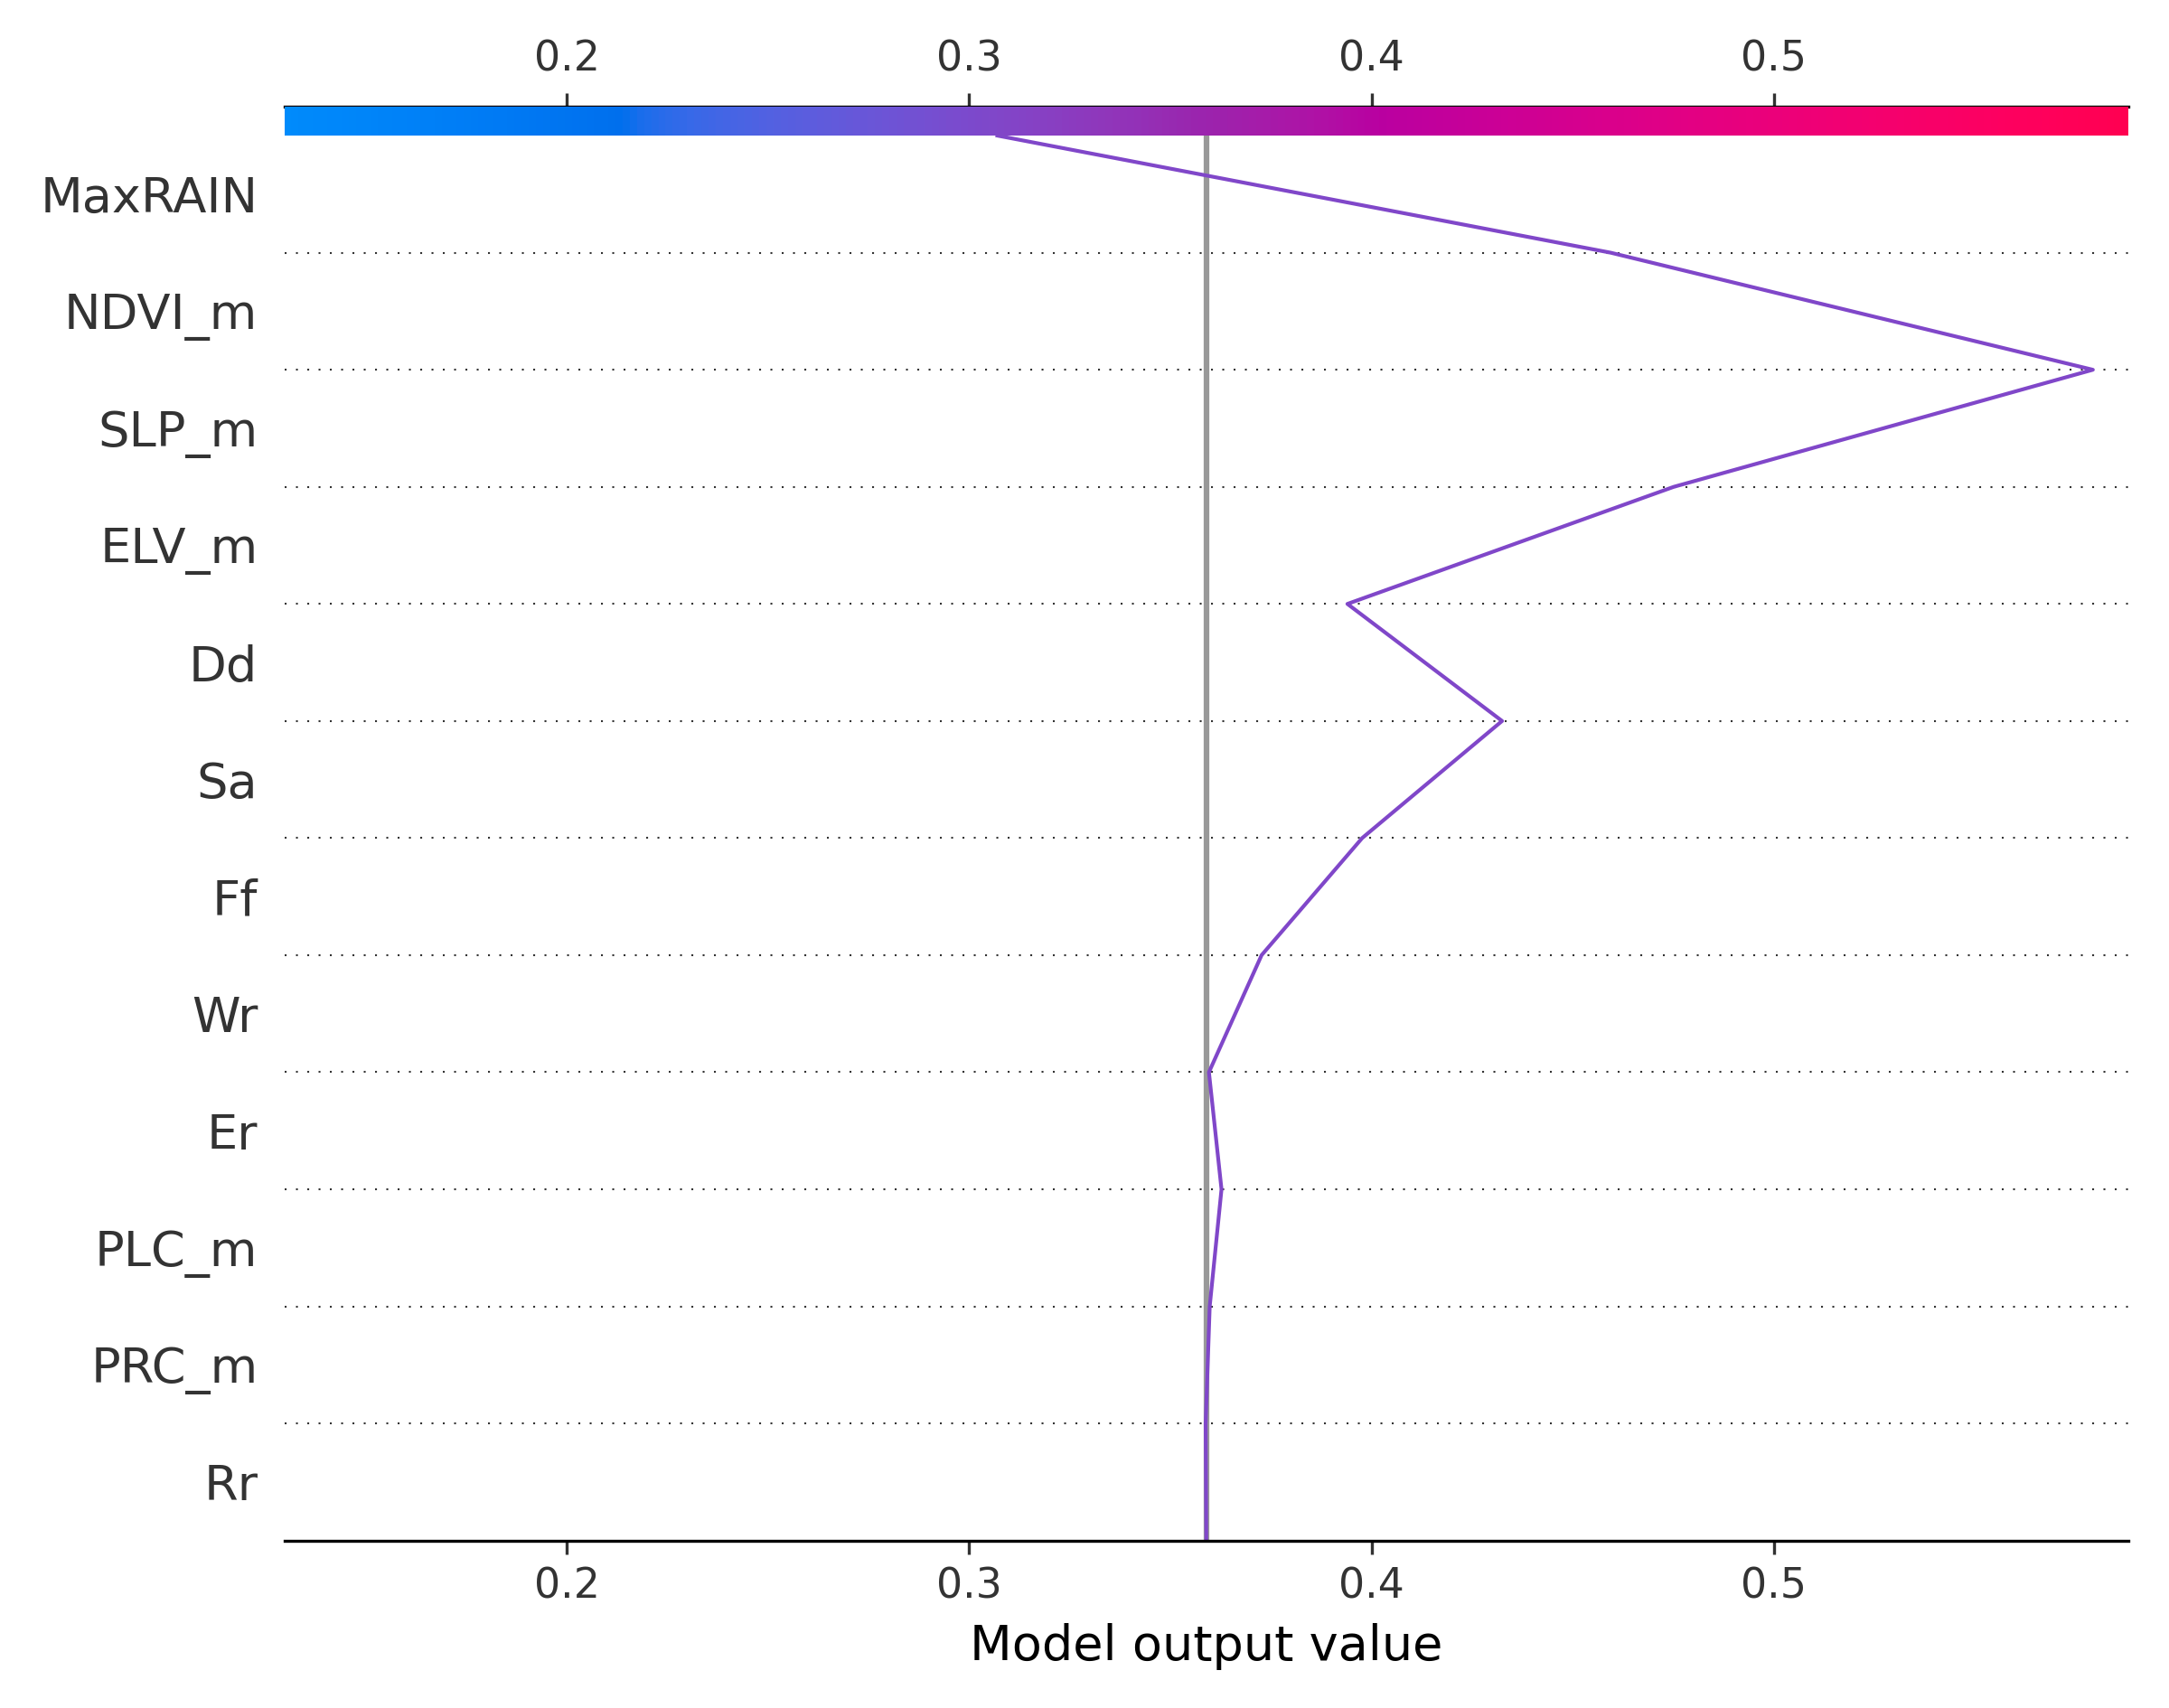 0.2 0.3 0.4 0.5
MaxRAIN
NDVI_m
SLP_m
ELV_m
Dd
Sa
Ff
Wr
Er
PLC_m
PRC_m
Rr
0.2 0.3 0.4 0.5
Model output value